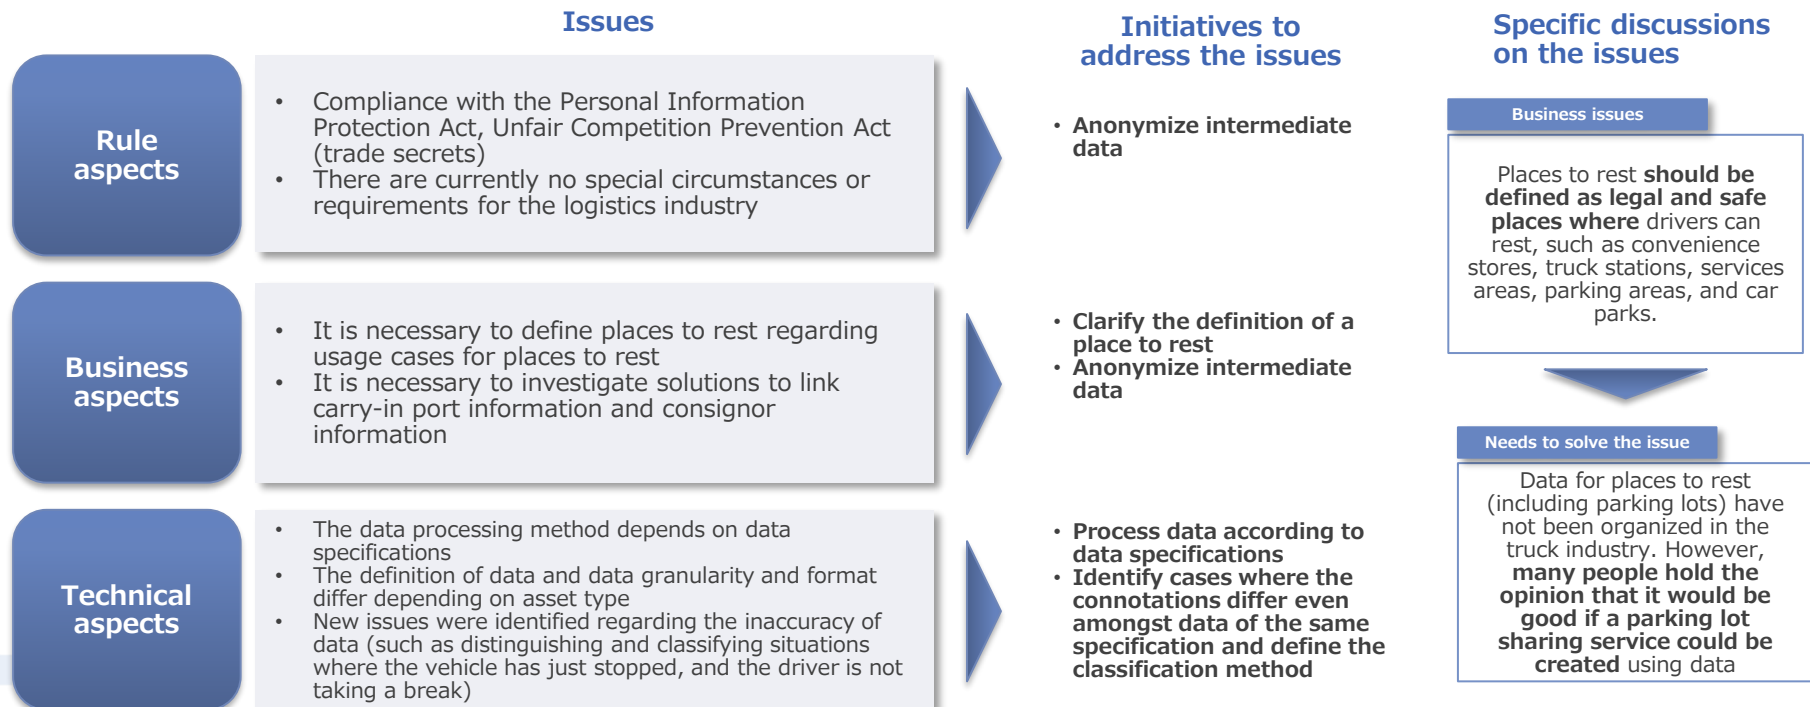 Issues
Initiatives to
address the issues
Specific discussions
on the issues
Rule
aspects
• Compliance with the Personal Information
Protection Act, Unfair Competition Prevention Act
(trade secrets)
• There are currently no special circumstances or
requirements for the logistics industry
• Anonymize intermediate
data
Business
aspects
• It is necessary to define places to rest regarding
usage cases for places to rest
• It is necessary to investigate solutions to link
carry-in port information and consignor
information
• Clarify the definition of a
place to rest
• Anonymize intermediate
data
Technical
aspects
• The data processing method depends on data
specifications
• The definition of data and data granularity and format
differ depending on asset type
• New issues were identified regarding the inaccuracy of
data (such as distinguishing and classifying situations
where the vehicle has just stopped, and the driver is not
taking a break)
• Process data according to
data specifications
• Identify cases where the
connotations differ even
amongst data of the same
specification and define the
classification method
Business issues
Places to rest should be
defined as legal and safe
places where drivers can
rest, such as convenience
stores, truck stations, services
areas, parking areas, and car
parks.
Needs to solve the issue
Data for places to rest
(including parking lots) have
not been organized in the
truck industry. However,
many people hold the
opinion that it would be
good if a parking lot
sharing service could be
created using data